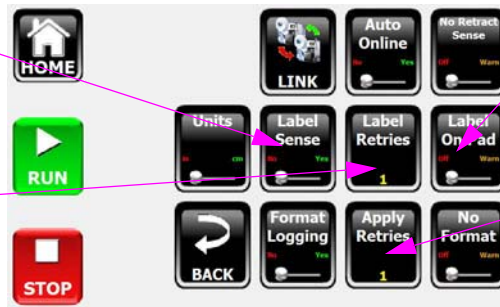 HOME
LINK
Auto
Online
No Yes
No Retract
Sense
Off Warn
RUN
Units
in cm
Label
Sense
No Yes
Label
Retries
1
Label
On Pad
Off Warn
STOP
BACK
Format
Logging
No Yes
Apply
Retries
1
No
Format
Off Warn